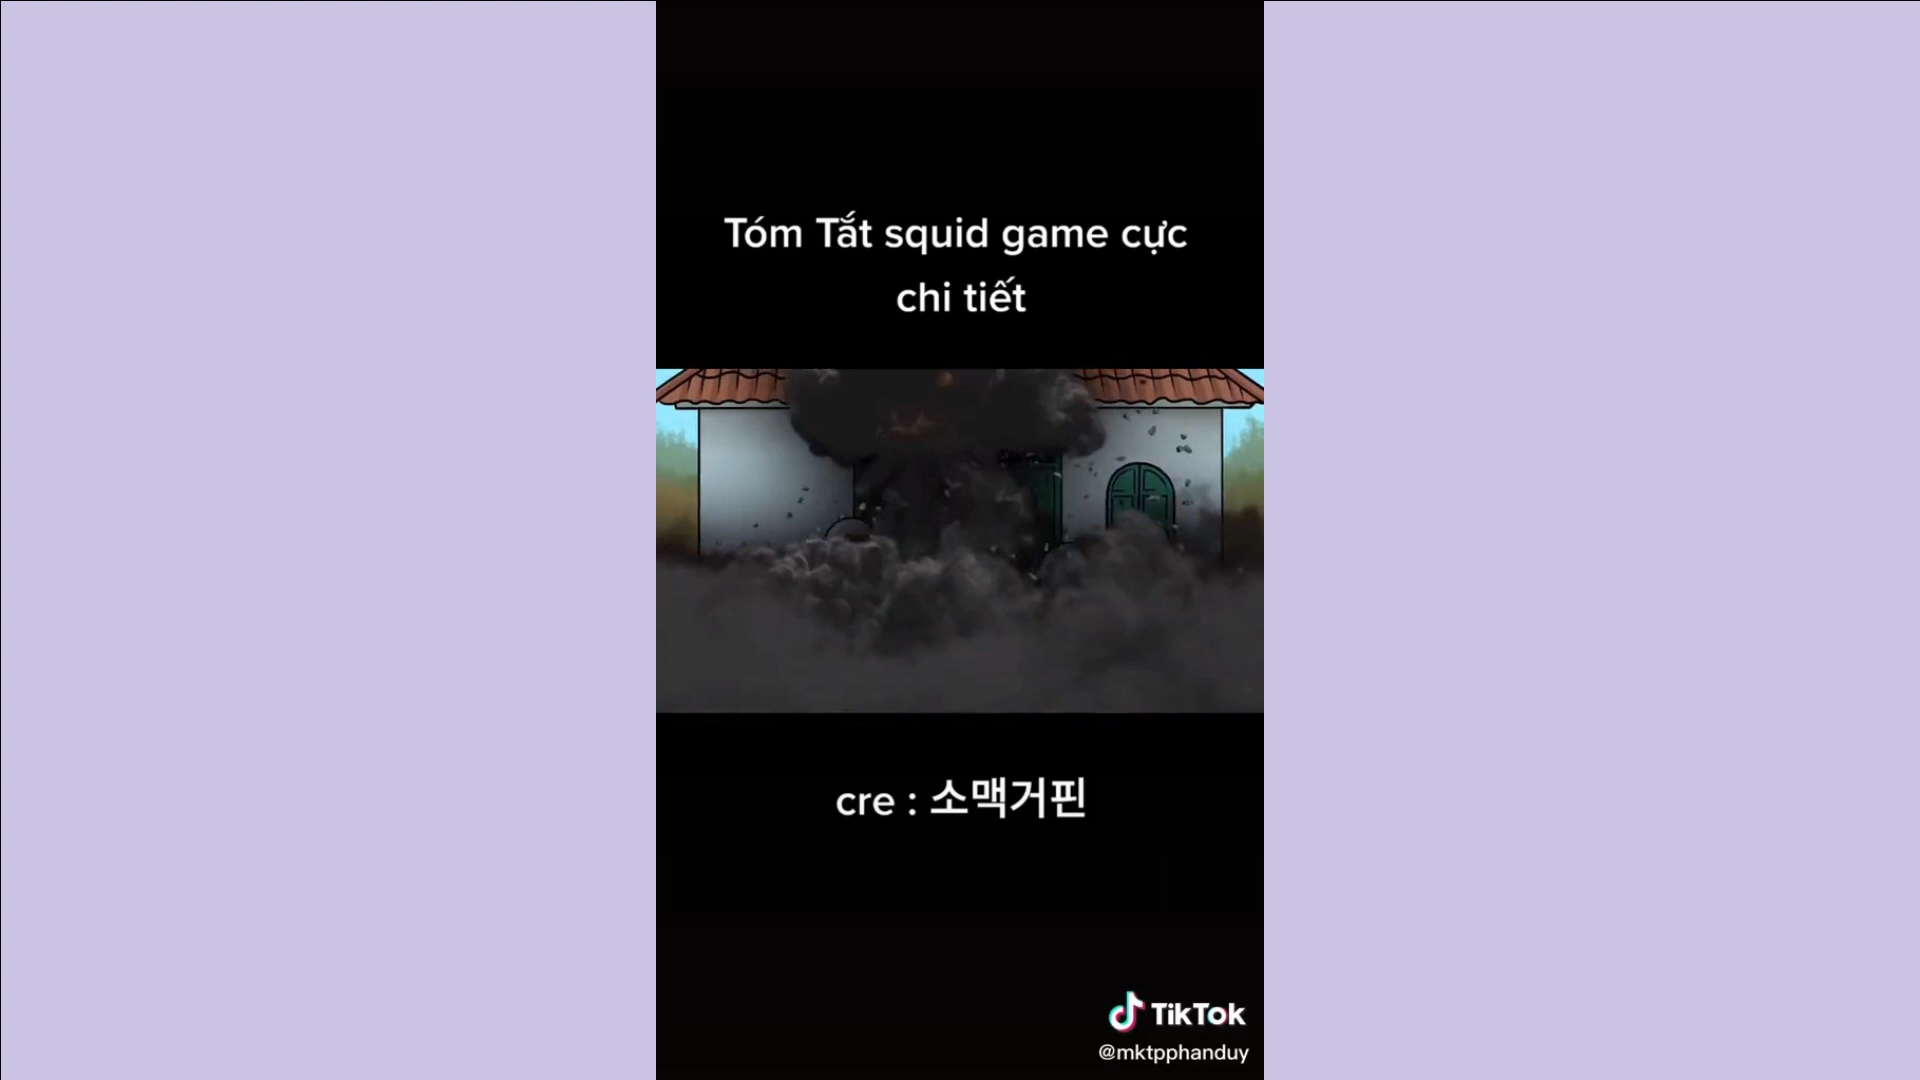 Tóm Tắt squid game cực
chi tiết
cre : 소맥거핀
TikTok
@mktpphanduy